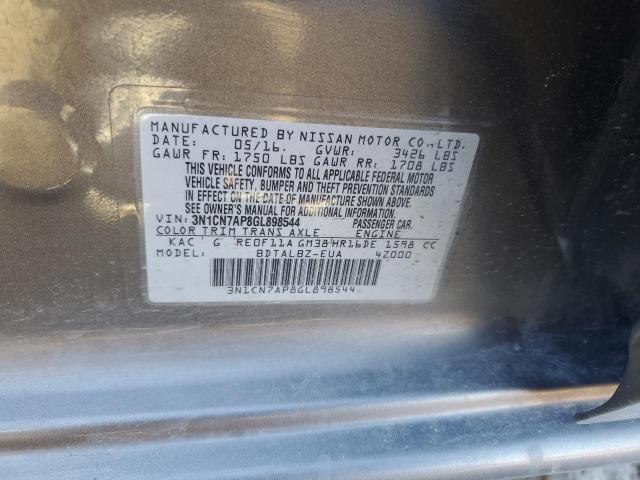 MANUFACTURED BY NISSAN MOTOR CO., LTD.
DATE: 05/16. GVWR: 3426 LBS
GAWR FR: 1750 LBS GAWR RR: 1708 LBS
THIS VEHICLE CONFORMS TO ALL APPLICABLE FEDERAL MOTOR
VEHICLE SAFETY, BUMPER AND THEFT PREVENTION STANDARDS
IN EFFECT ON THE DATE OF MANUFACTURE SHOWN ABOVE.
SEE OWNER'S MANUAL FOR ADDITIONAL INFORMATION.
VIN: 3N1CN7AP8GL898544 PASSENGER CAR.
COLOR TRIM TRANS AXLE ENGINE
KAC G RE0F11A GM38 HR16DE 1598 CC
MODEL: BDTALBZ-EUA 42000
3N1CN7AP8GL898544